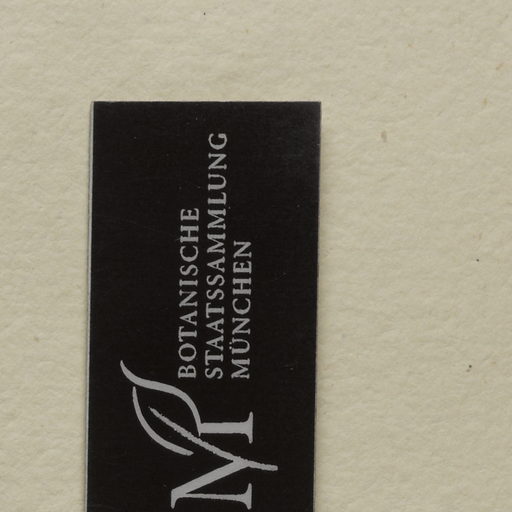 M
BOTANISCHE
STAATSSAMMLUNG
MÜNCHEN